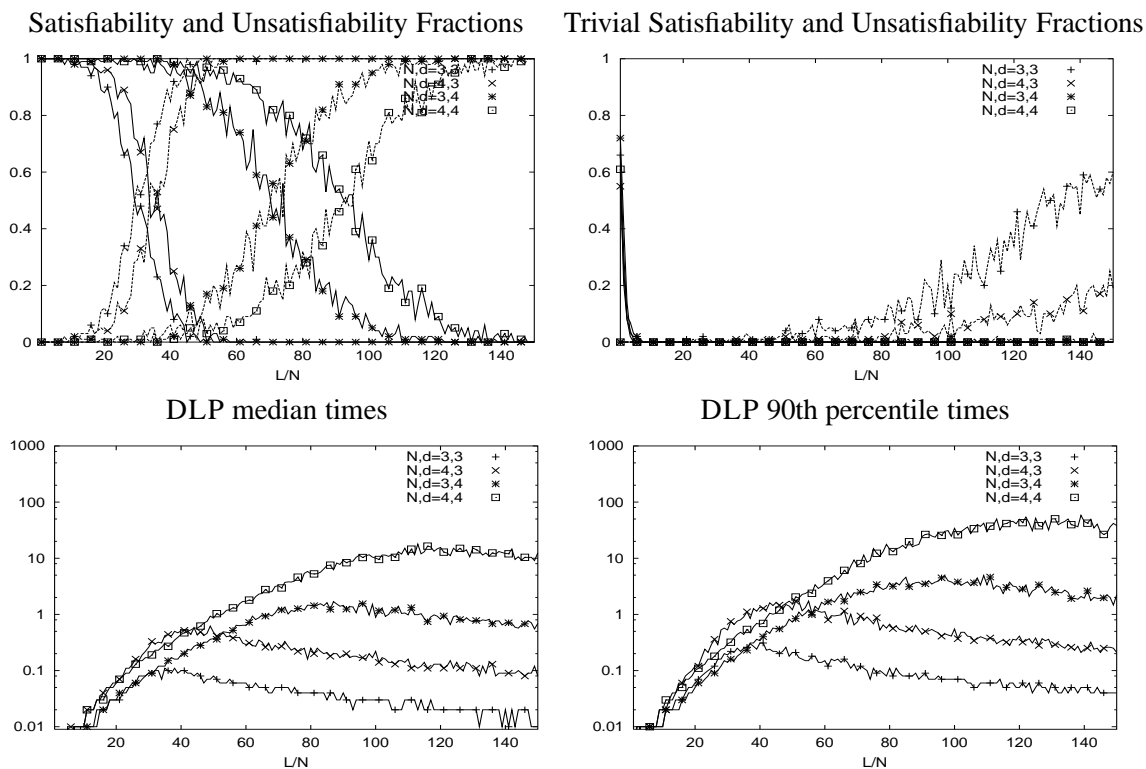 Satisfiability and Unsatisfiability Fractions
Trivial Satisfiability and Unsatisfiability Fractions
1
0.8
0.6
0.4
0.2
0
N,d=3,3
N,d=4,3
N,d=3,4
N,d=4,4
20 40 60 80 100 120 140
L/N
1
0.8
0.6
0.4
0.2
0
N,d=3,3
N,d=4,3
N,d=3,4
N,d=4,4
20 40 60 80 100 120 140
L/N
DLP median times
DLP 90th percentile times
1000
100
10
1
0.1
0.01
N,d=3,3
N,d=4,3
N,d=3,4
N,d=4,4
20 40 60 80 100 120 140
L/N
1000
100
10
1
0.1
0.01
N,d=3,3
N,d=4,3
N,d=3,4
N,d=4,4
20 40 60 80 100 120 140
L/N